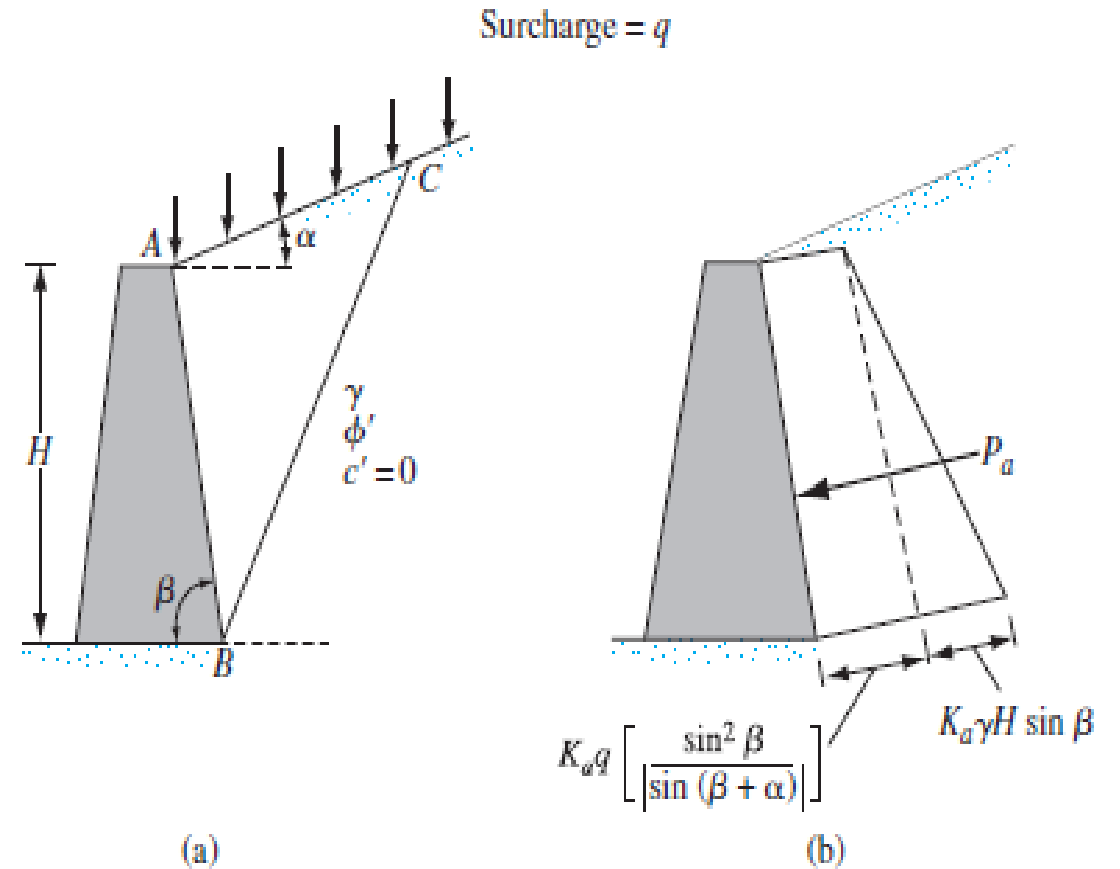 Surcharge = q
A
C
α
H
γ
ϕ′
c′ = 0
β
B
P_a
K_a q [ sin² β / |sin (β + α)| ]
K_a γH sin β
(a)
(b)